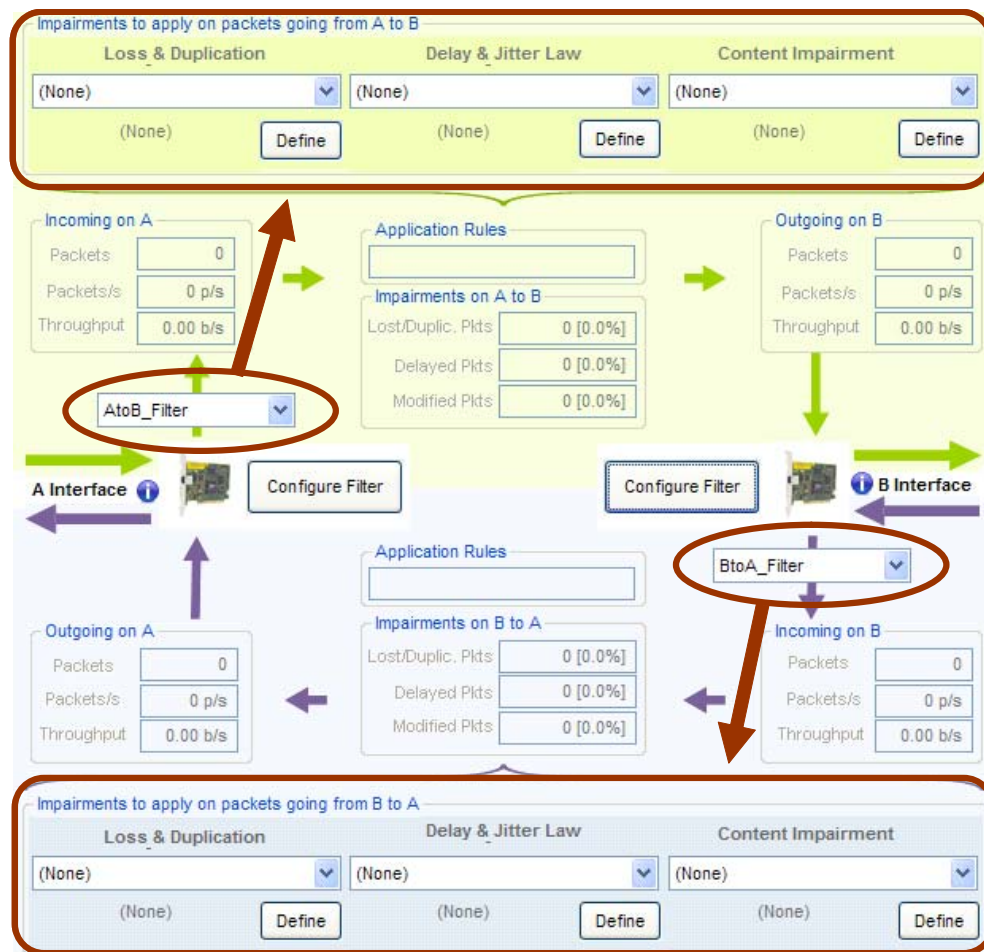 Impairments to apply on packets going from A to B
Loss & Duplication Delay & Jitter Law Content Impairment
(None) (None) (None)
(None) Define (None) Define (None) Define
Incoming on A
Packets 0
Packets/s 0 p/s
Throughput 0.00 b/s
Application Rules
Impairments on A to B
Lost/Duplic. Pkts 0 [0.0%]
Delayed Pkts 0 [0.0%]
Modified Pkts 0 [0.0%]
Outgoing on B
Packets 0
Packets/s 0 p/s
Throughput 0.00 b/s
AtoB_Filter
A Interface Configure Filter Configure Filter B Interface
BtoA_Filter
Outgoing on A
Packets 0
Packets/s 0 p/s
Throughput 0.00 b/s
Application Rules
Impairments on B to A
Lost/Duplic. Pkts 0 [0.0%]
Delayed Pkts 0 [0.0%]
Modified Pkts 0 [0.0%]
Incoming on B
Packets 0
Packets/s 0 p/s
Throughput 0.00 b/s
Impairments to apply on packets going from B to A
Loss & Duplication Delay & Jitter Law Content Impairment
(None) (None) (None)
(None) Define (None) Define (None) Define